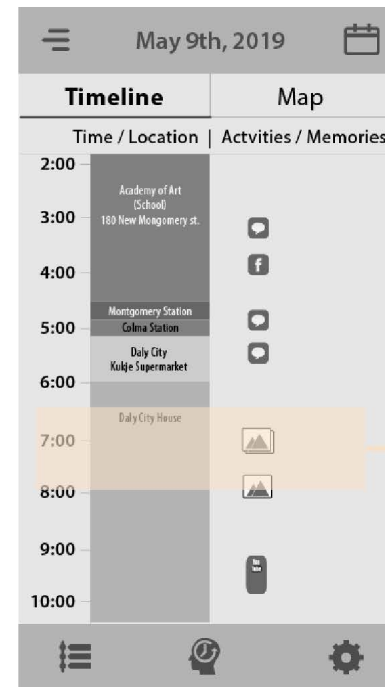 May 9th, 2019
Timeline Map
Time / Location | Actvities / Memories
2:00
Academy of Art
(School)
3:00
180 New Mongomery st.
4:00
Montgomery Station
5:00
Colma Station
Daly City
Kukje Supermarket
6:00
Daly City House
7:00
8:00
9:00
10:00